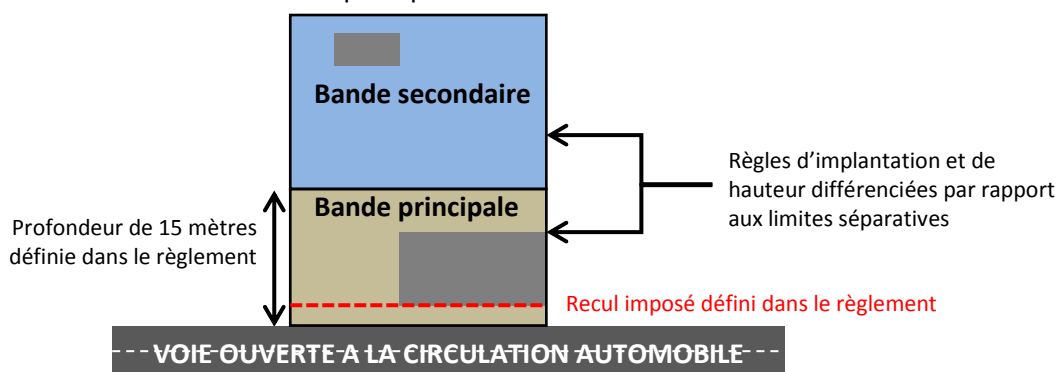 Bande secondaire
Règles d’implantation et de
hauteur différenciées par rapport
aux limites séparatives
Bande principale
Profondeur de 15 mètres
définie dans le règlement
Recul imposé défini dans le règlement
VOIE OUVERTE A LA CIRCULATION AUTOMOBILE